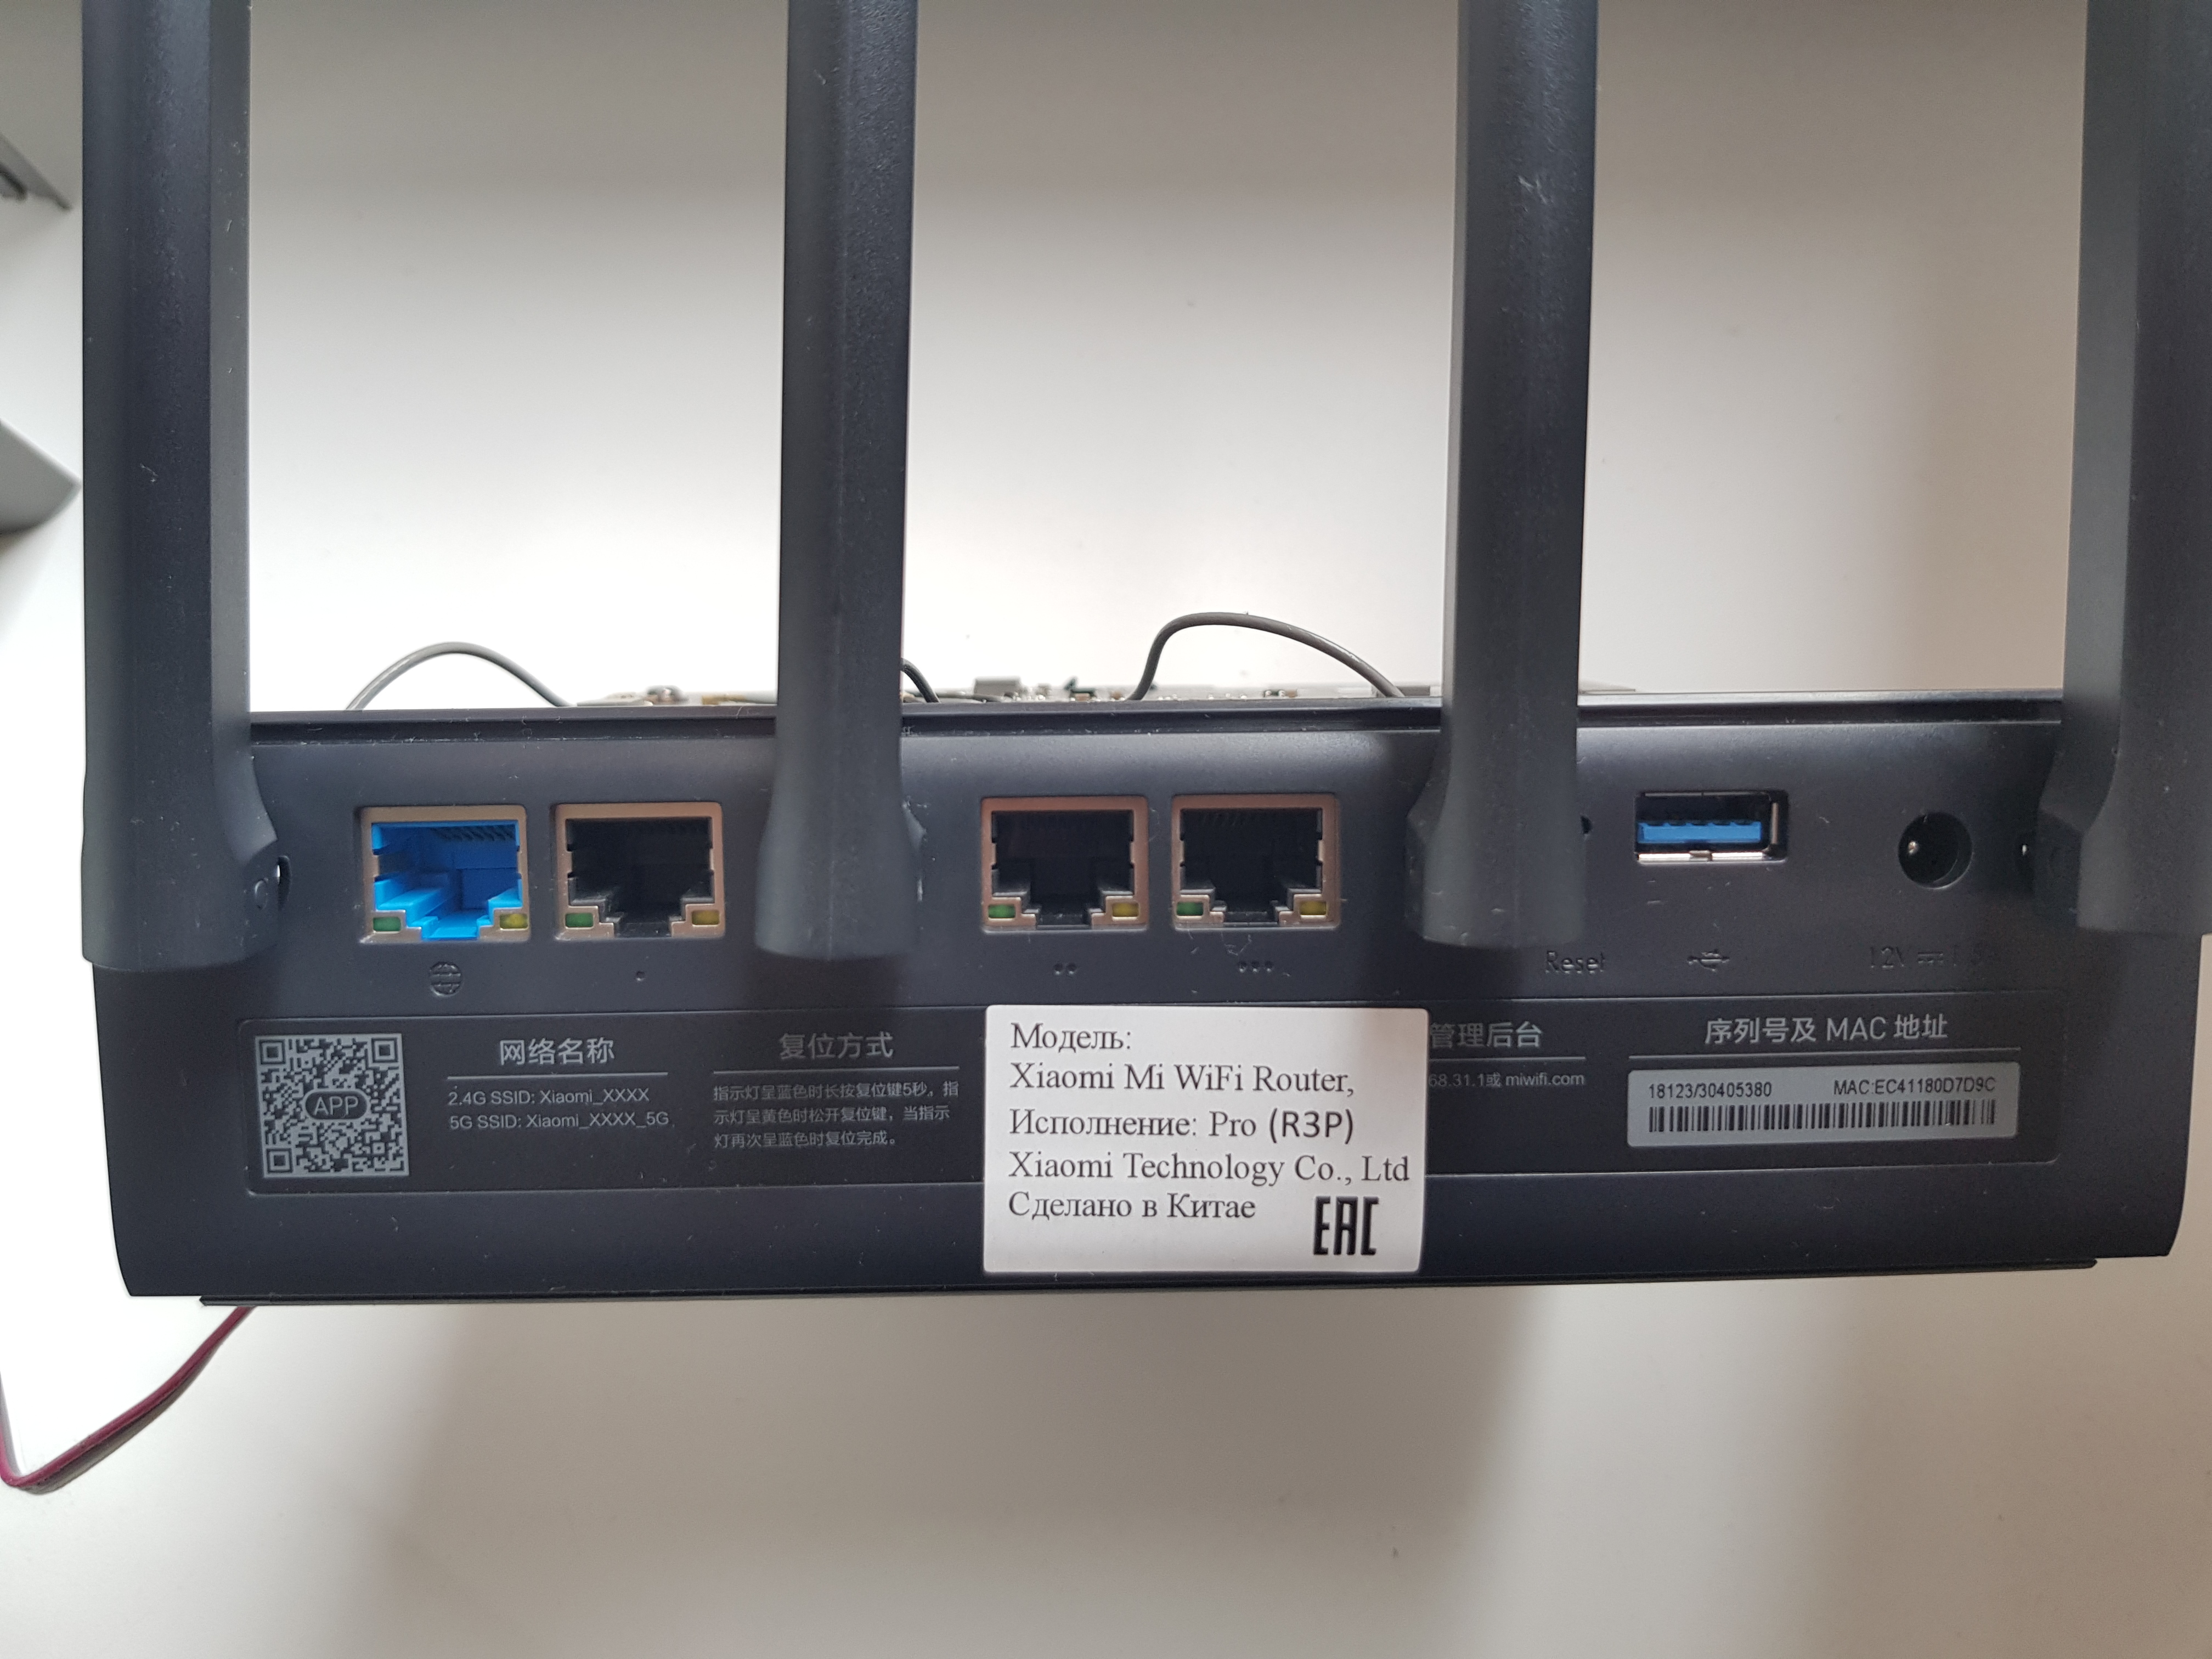 Reset
APP
网络名称
2.4G SSID: Xiaomi_XXXX
5G SSID: Xiaomi_XXXX_5G
复位方式
指示灯呈蓝色时长按复位键5秒，指
示灯呈黄色时松开复位键，当指示
灯再次呈蓝色时复位完成。
Модель:
Xiaomi Mi WiFi Router,
Исполнение: Pro (R3P)
Xiaomi Technology Co., Ltd
Сделано в Китае
EAC
管理后台
68.31.1或 miwifi.com
序列号及 MAC 地址
18123/30405380 MAC:EC41180D7D9C